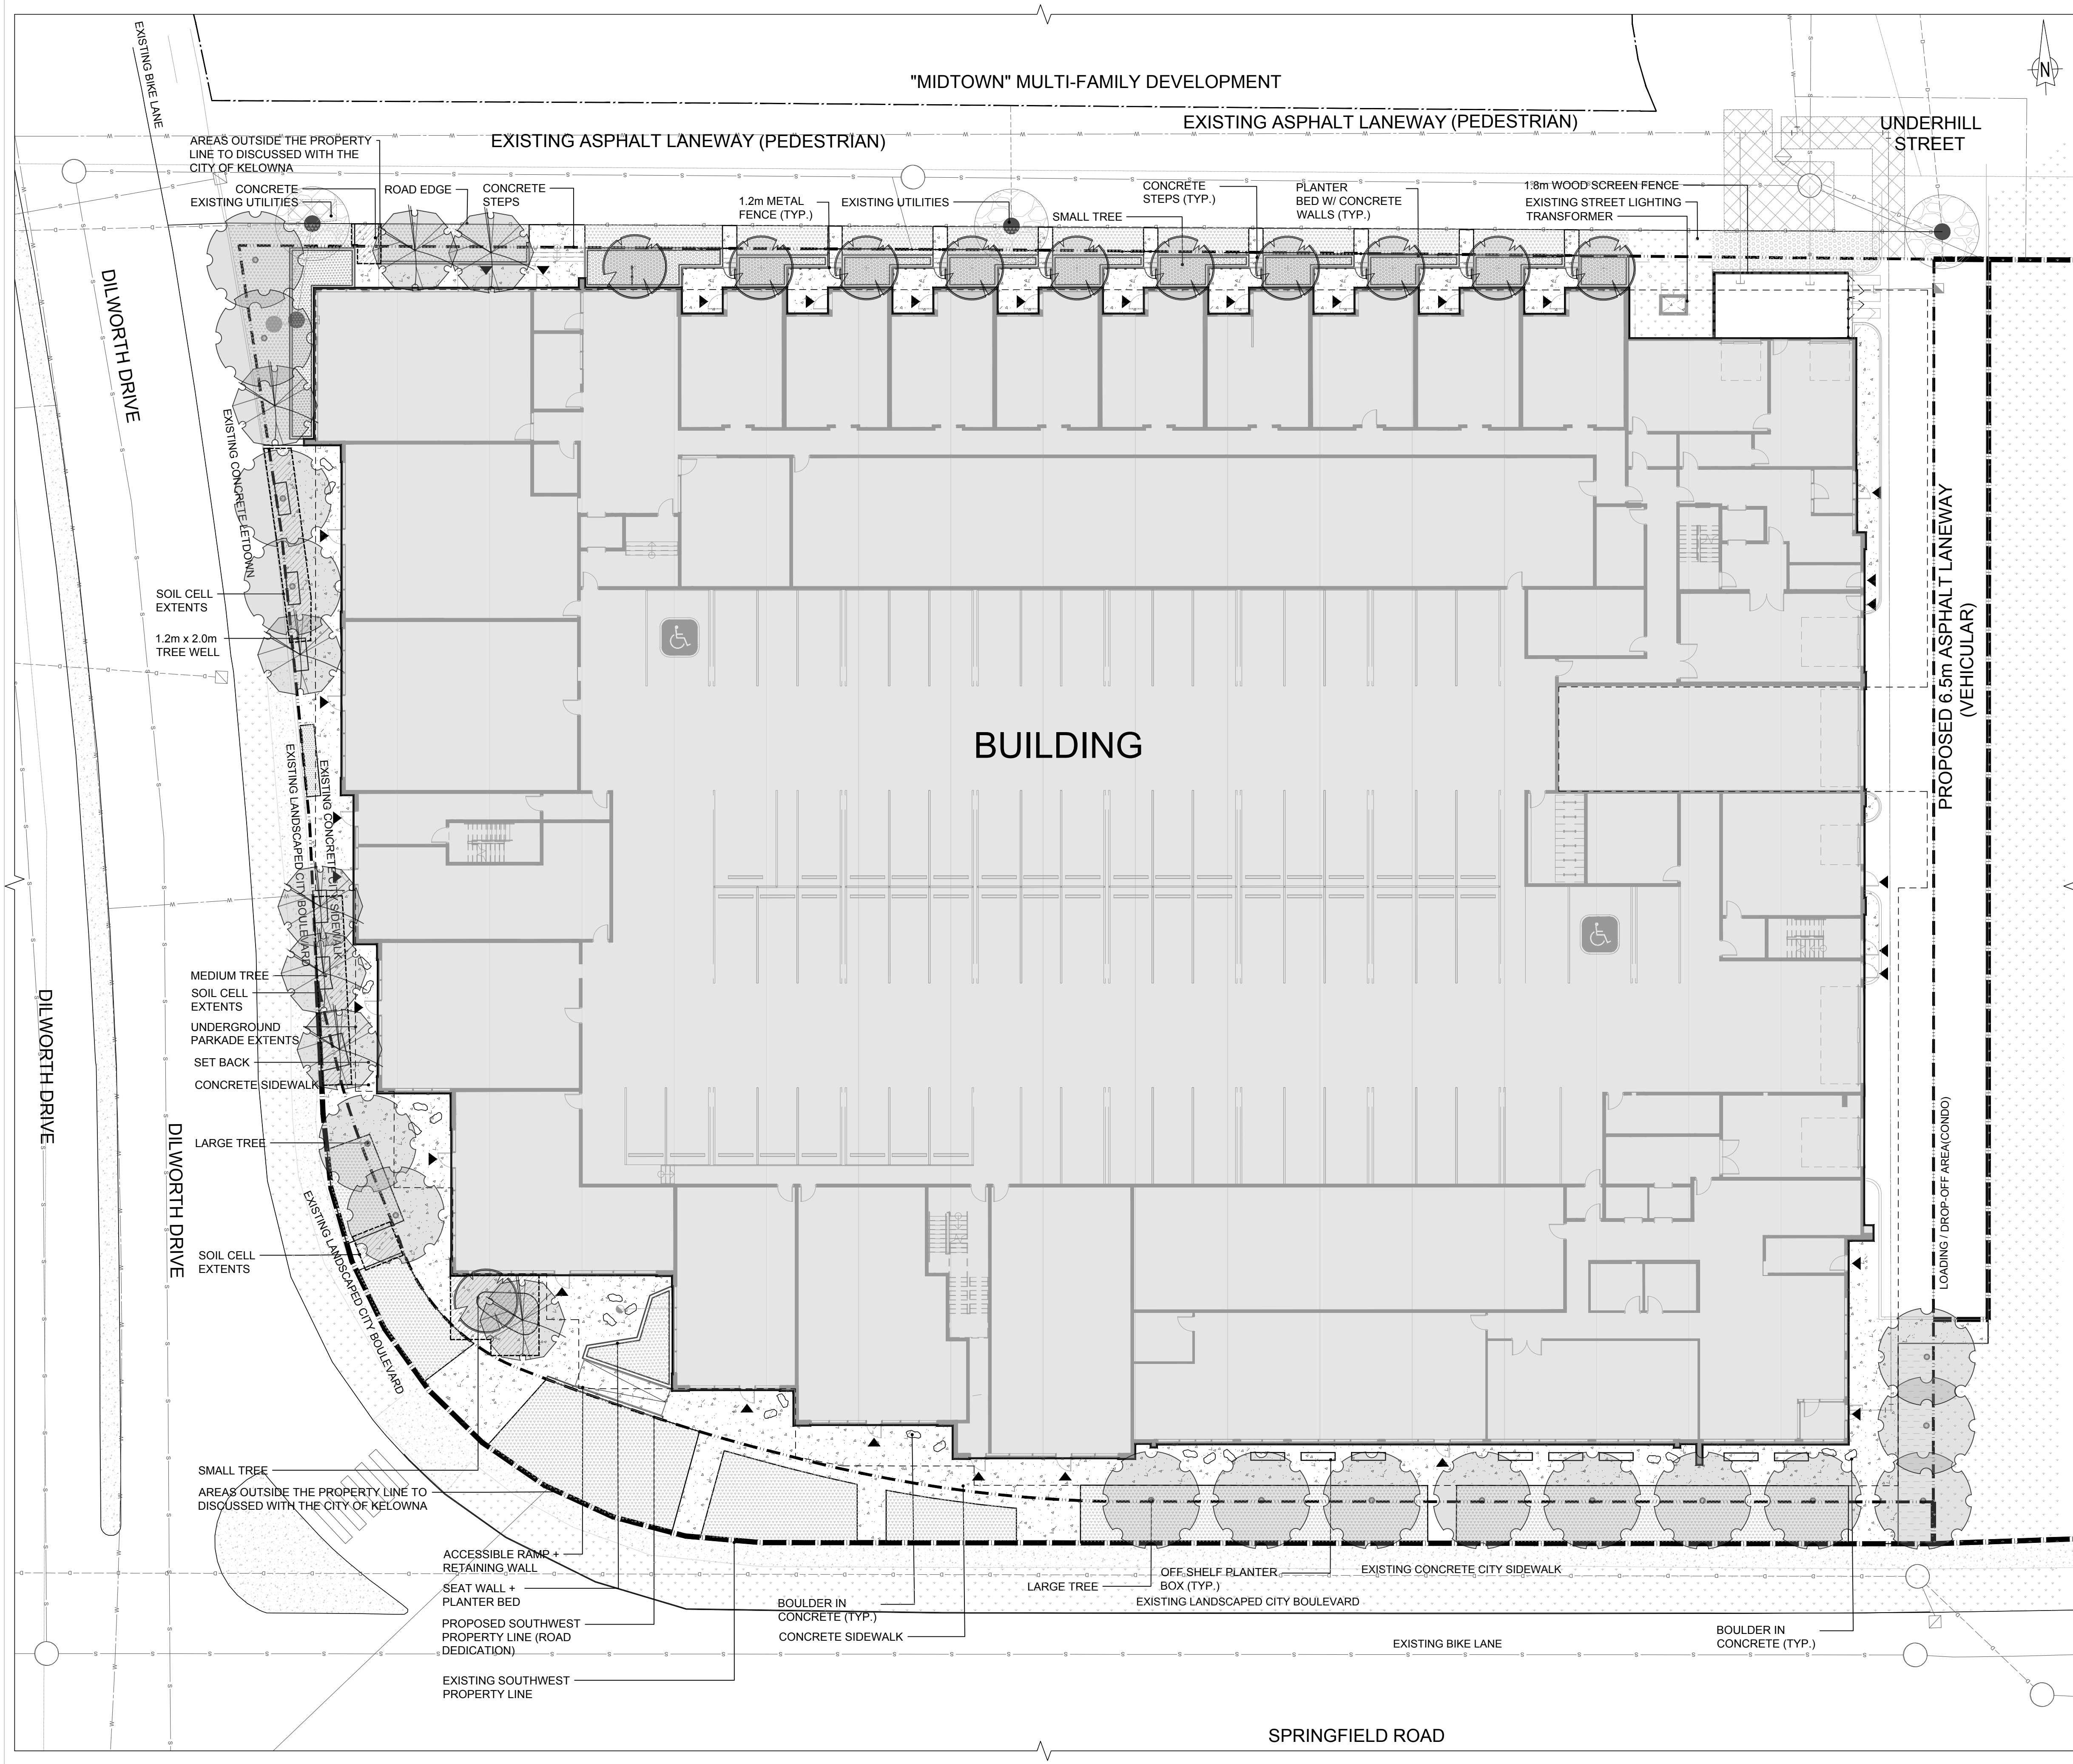 "MIDTOWN" MULTI-FAMILY DEVELOPMENT
N
EXISTING BIKE LANE
EXISTING ASPHALT LANEWAY (PEDESTRIAN)
EXISTING ASPHALT LANEWAY (PEDESTRIAN)
UNDERHILL
STREET
AREAS OUTSIDE THE PROPERTY
LINE TO DISCUSSED WITH THE
CITY OF KELOWNA
CONCRETE
EXISTING UTILITIES
ROAD EDGE
CONCRETE
STEPS
1.2m METAL
FENCE (TYP.)
EXISTING UTILITIES
SMALL TREE
CONCRETE
STEPS (TYP.)
PLANTER
BED W/ CONCRETE
WALLS (TYP.)
1.8m WOOD SCREEN FENCE
EXISTING STREET LIGHTING
TRANSFORMER
DILWORTH DRIVE
EXISTING CONCRETE LETDOWN
SOIL CELL
EXTENTS
1.2m x 2.0m
TREE WELL
BUILDING
PROPOSED 6.5m ASPHALT LANEWAY
(VEHICULAR)
EXISTING LANDSCAPED CITY BOULEVARD
EXISTING CONCRETE CITY SIDEWALK
MEDIUM TREE
SOIL CELL
EXTENTS
UNDERGROUND
PARKADE EXTENTS
SET BACK
CONCRETE SIDEWALK
DILWORTH DRIVE
DILWORTH DRIVE
LARGE TREE
LOADING / DROP-OFF AREA(CONDO)
SOIL CELL
EXTENTS
EXISTING LANDSCAPED CITY BOULEVARD
SMALL TREE
AREAS OUTSIDE THE PROPERTY LINE TO
DISCUSSED WITH THE CITY OF KELOWNA
ACCESSIBLE RAMP +
RETAINING WALL
SEAT WALL +
PLANTER BED
PROPOSED SOUTHWEST
PROPERTY LINE (ROAD
DEDICATION)
EXISTING SOUTHWEST
PROPERTY LINE
BOULDER IN
CONCRETE (TYP.)
CONCRETE SIDEWALK
LARGE TREE
OFF SHELF PLANTER
BOX (TYP.)
EXISTING CONCRETE CITY SIDEWALK
EXISTING LANDSCAPED CITY BOULEVARD
EXISTING BIKE LANE
BOULDER IN
CONCRETE (TYP.)
SPRINGFIELD ROAD